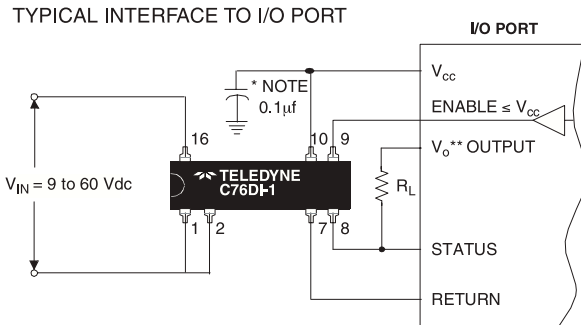 TYPICAL INTERFACE TO I/O PORT
I/O PORT
Vcc
* NOTE
0.1µf
ENABLE ≤ Vcc
16
10
9
Vo** OUTPUT
TELEDYNE
C76DI-1
VIN = 9 to 60 Vdc
RL
1
2
7
8
STATUS
RETURN